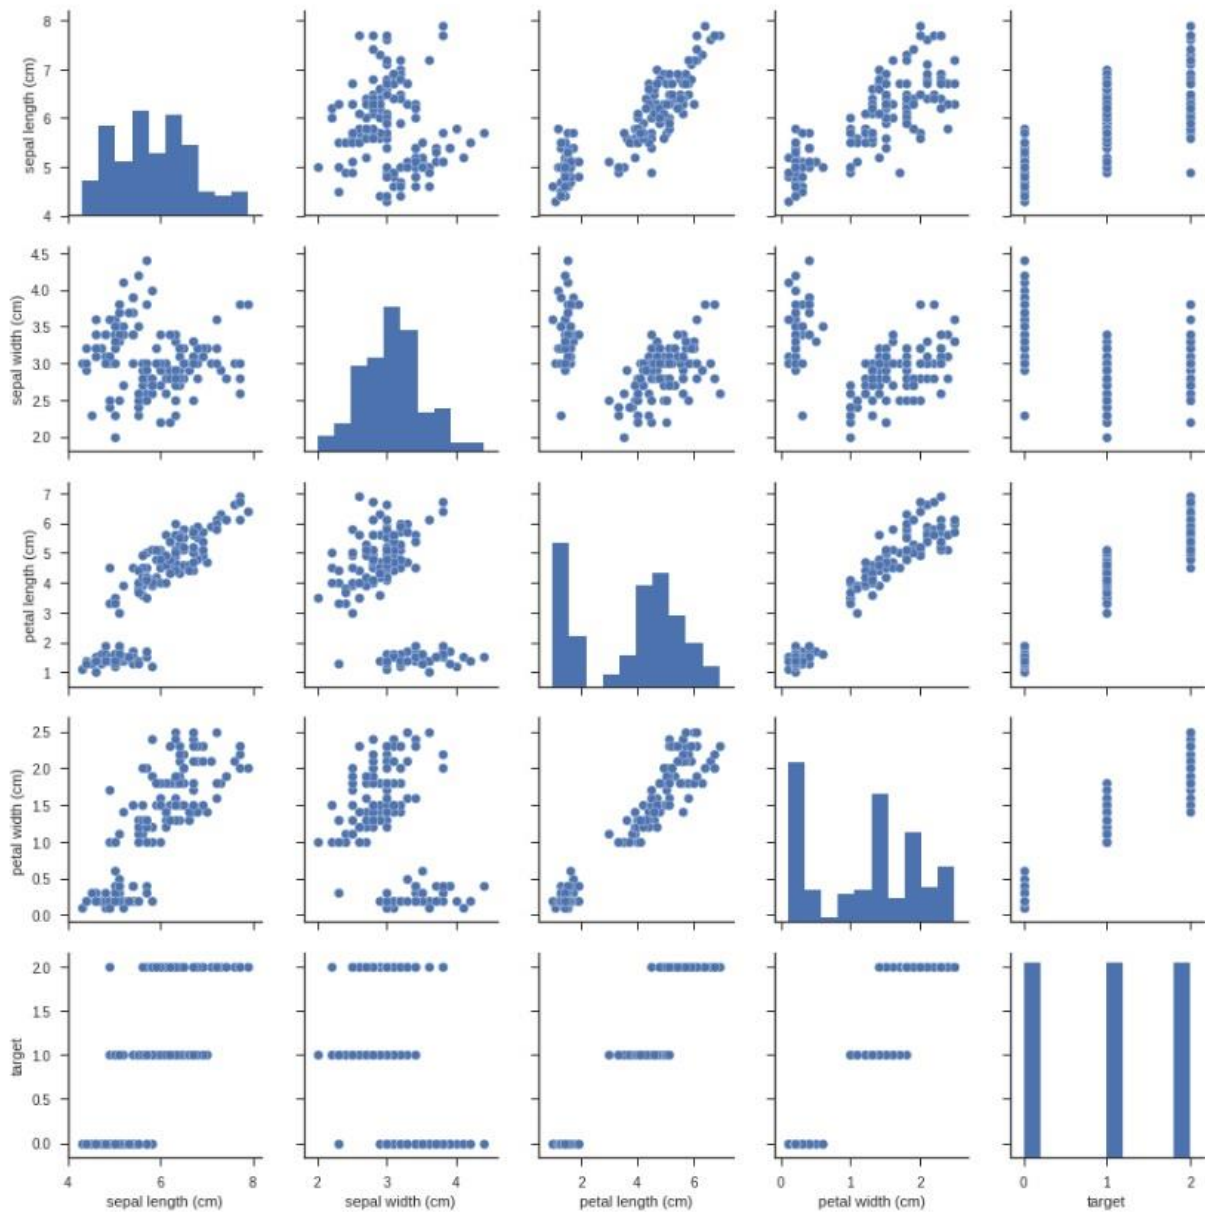 8
7
6
5
4
sepal length (cm)
4.5
4.0
3.5
3.0
2.5
2.0
sepal width (cm)
7
6
5
4
3
2
1
petal length (cm)
2.5
2.0
1.5
1.0
0.5
0.0
petal width (cm)
2.0
1.5
1.0
0.5
0.0
target
4 6 8
sepal length (cm)
2 3 4
sepal width (cm)
2 4 6
petal length (cm)
0 1 2
petal width (cm)
0 1 2
target